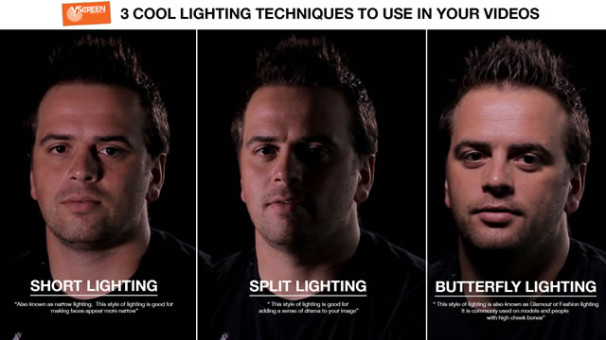 VSCREEN
3 COOL LIGHTING TECHNIQUES TO USE IN YOUR VIDEOS
SHORT LIGHTING
"Also known as narrow lighting. This style of lighting is good for
making faces appear more narrow"
SPLIT LIGHTING
" This style of lighting is good for
adding a sense of drama to your image"
BUTTERFLY LIGHTING
" This style of lighting is also known as Glamour or Fashion lighting
It is commonly used on models and people
with high cheek bones"